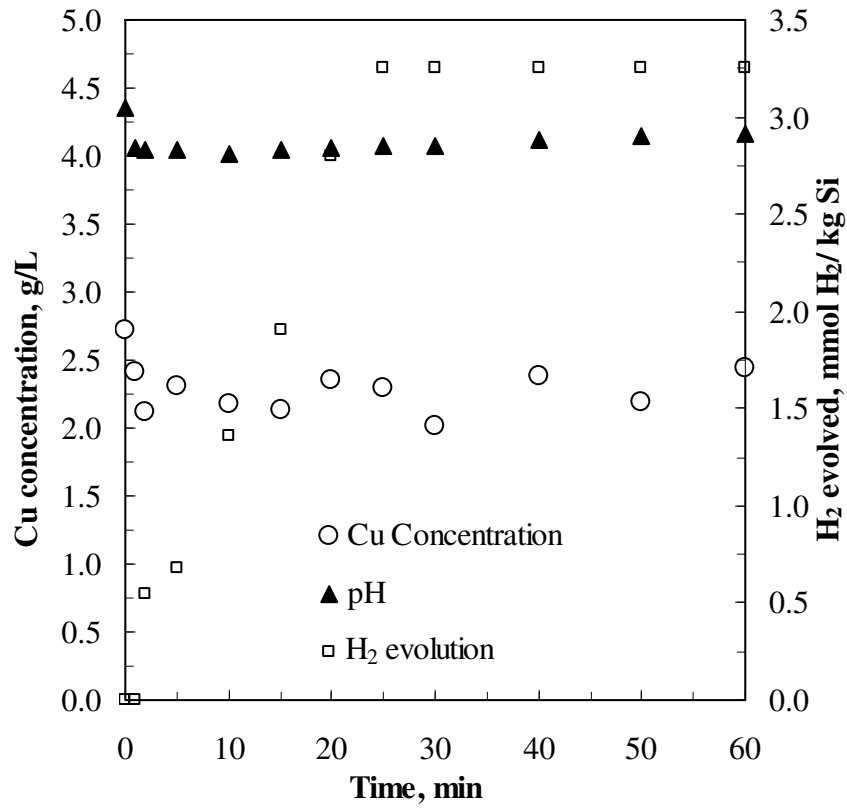 5.0
4.5
4.0
3.5
3.0
2.5
2.0
1.5
1.0
0.5
0.0
Cu concentration, g/L
3.5
3.0
2.5
2.0
1.5
1.0
0.5
0.0
H₂ evolved, mmol H₂/ kg Si
Cu Concentration
pH
H₂ evolution
0 10 20 30 40 50 60
Time, min